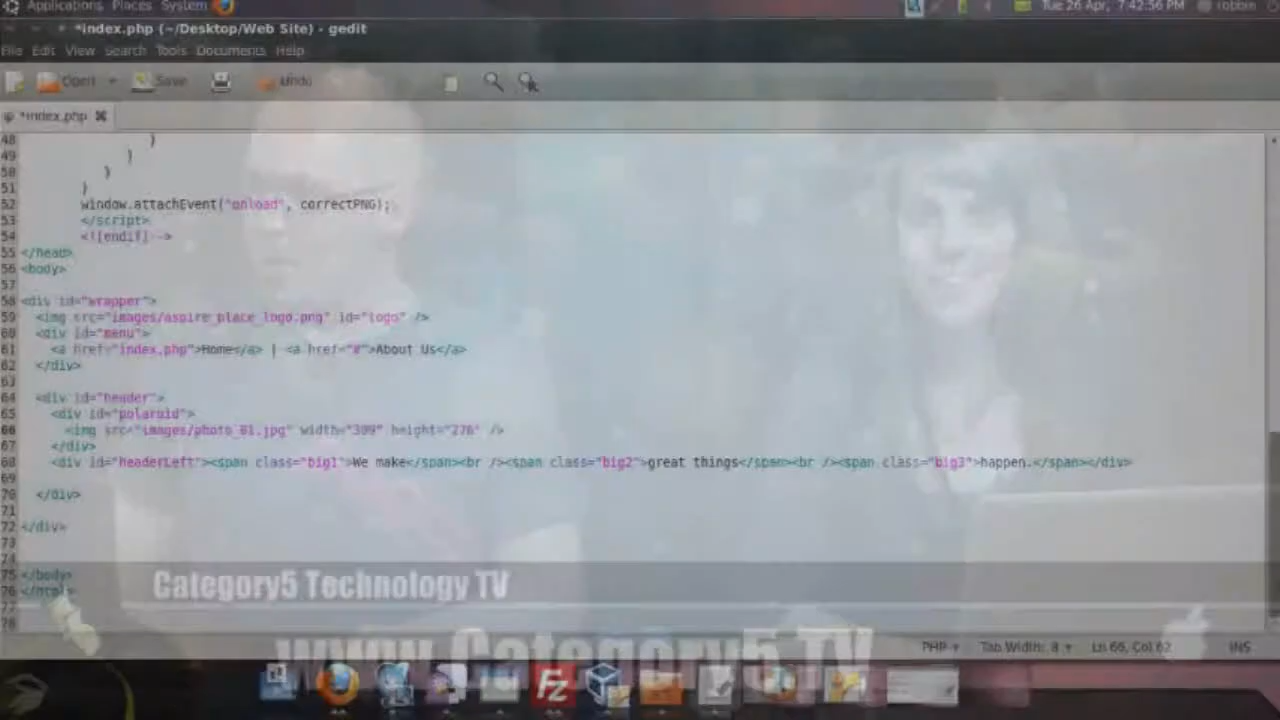 Applications Places System Tue 26 Apr, 7:42:56 PM robbie
*index.php (~/Desktop/Web Site) - gedit
File Edit View Search Tools Documents Help
Open Save Undo
*index.php
48 }
49 }
50 }
51 }
52 window.attachEvent("onload", correctPNG);
53 </script>
54 <![endif]-->
55 </head>
56 <body>
57
58 <div id="wrapper">
59 <img src="images/aspire_place_logo.png" id="logo" />
60 <div id="menu">
61 <a href="index.php">Home</a> | <a href="#">About Us</a>
62 </div>
63
64 <div id="header">
65 <div id="polaroid">
66 <img src="images/photo_01.jpg" width="309" height="276" />
67 </div>
68 <div id="headerLeft"><span class="big1">We make</span><br /><span class="big2">great things</span><br /><span class="big3">happen.</span></div>
69
70 </div>
71
72 </div>
73
74
75 </body>
76 </html>
77
78
Category5 Technology TV
www.Category5.TV
PHP Tab Width: 8 Ln 66, Col 62 INS
Fz